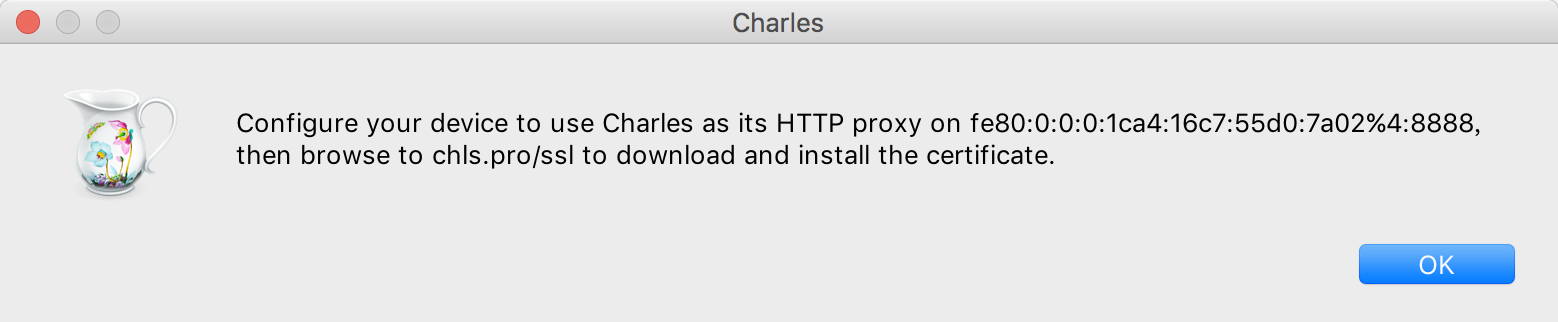 Charles
Configure your device to use Charles as its HTTP proxy on fe80:0:0:0:1ca4:16c7:55d0:7a02%4:8888,
then browse to chls.pro/ssl to download and install the certificate.
OK